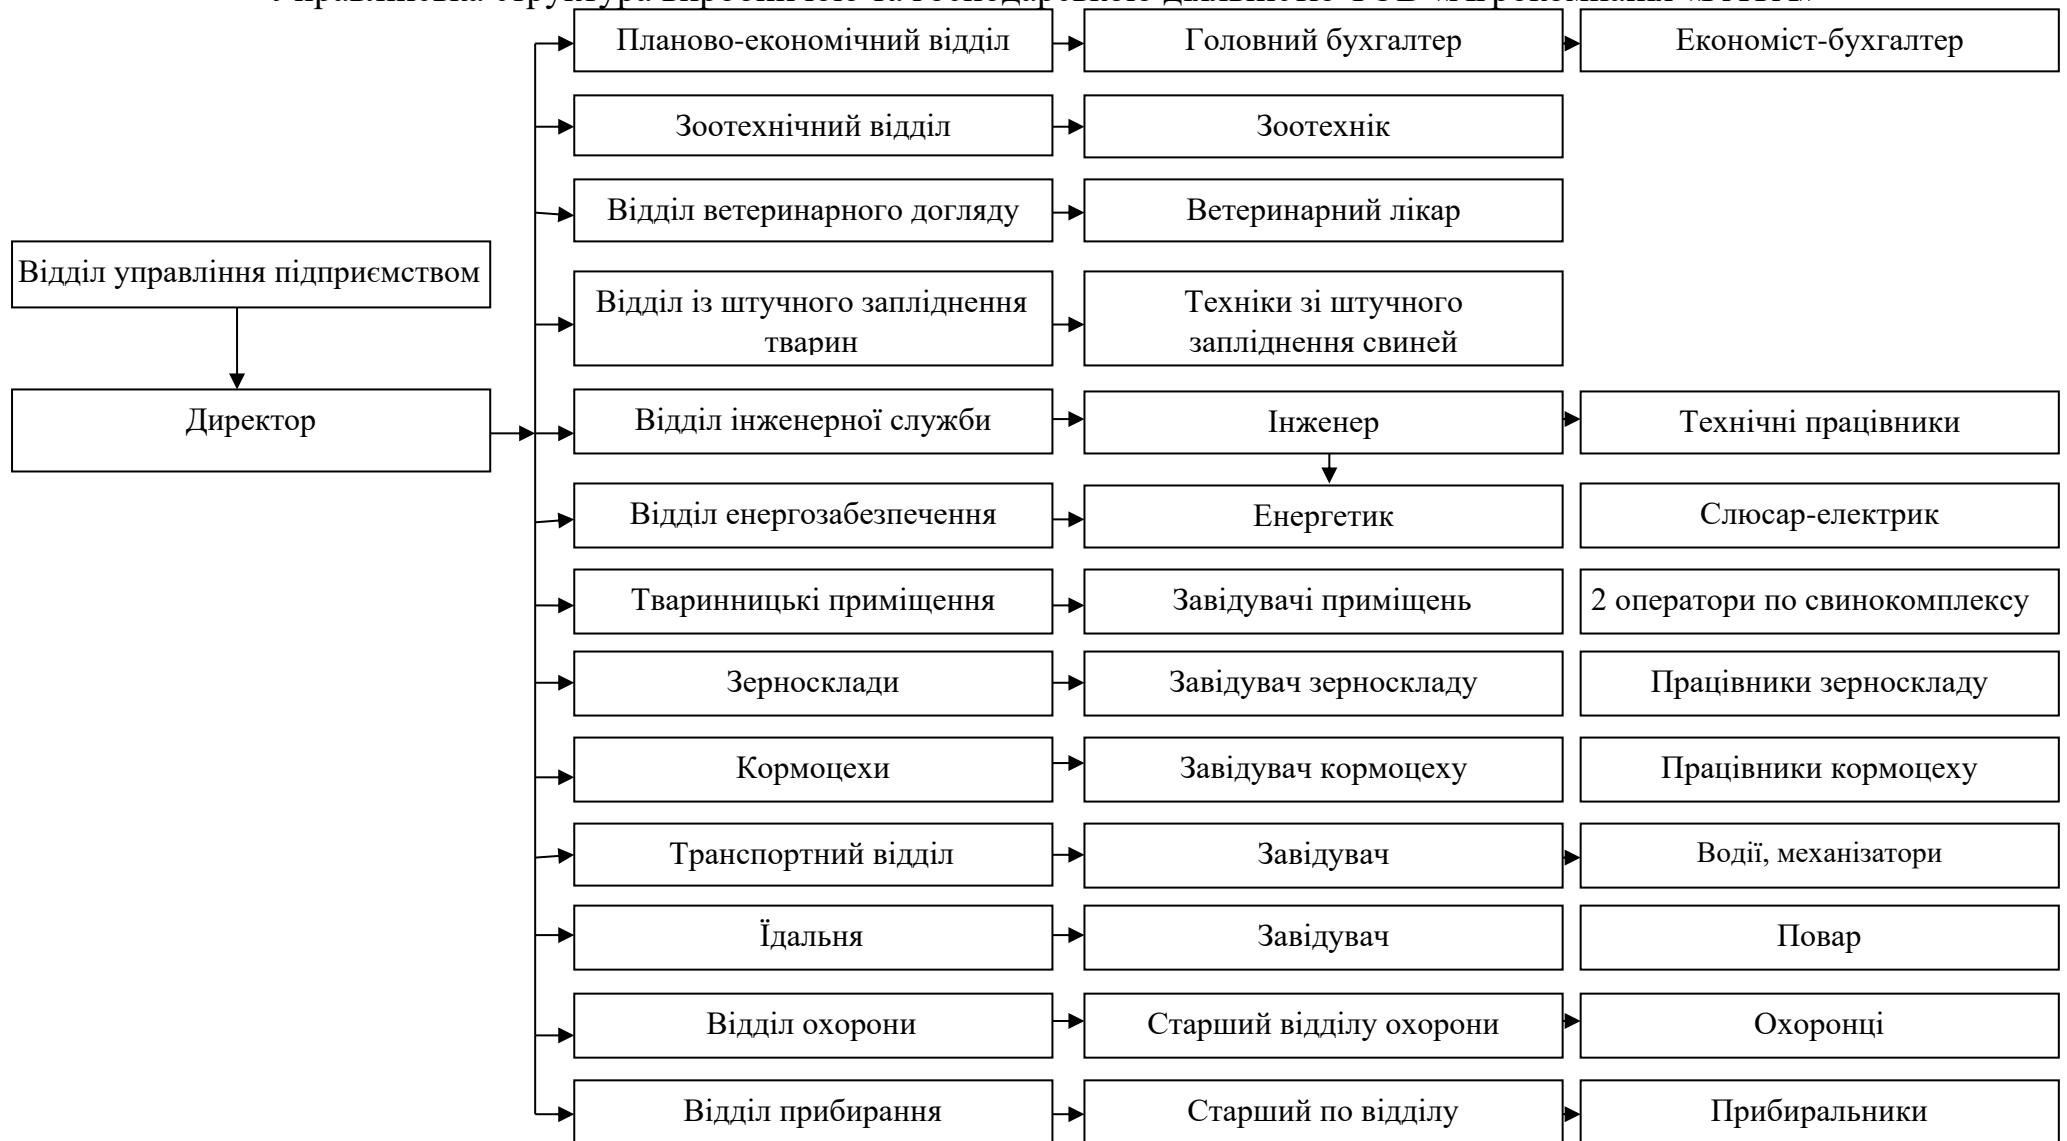 Планово-економічний відділ
Головний бухгалтер
Економіст-бухгалтер
Зоотехнічний відділ
Зоотехнік
Відділ ветеринарного догляду
Ветеринарний лікар
Відділ управління підприємством
Відділ із штучного запліднення
тварин
Техніки зі штучного
запліднення свиней
Директор
Відділ інженерної служби
Інженер
Технічні працівники
Відділ енергозабезпечення
Енергетик
Слюсар-електрик
Тваринницькі приміщення
Завідувачі приміщень
2 оператори по свинокомплексу
Зерносклади
Завідувач зерноскладу
Працівники зерноскладу
Кормоцехи
Завідувач кормоцеху
Працівники кормоцеху
Транспортний відділ
Завідувач
Водії, механізатори
Їдальня
Завідувач
Повар
Відділ охорони
Старший відділу охорони
Охоронці
Відділ прибирання
Старший по відділу
Прибиральники